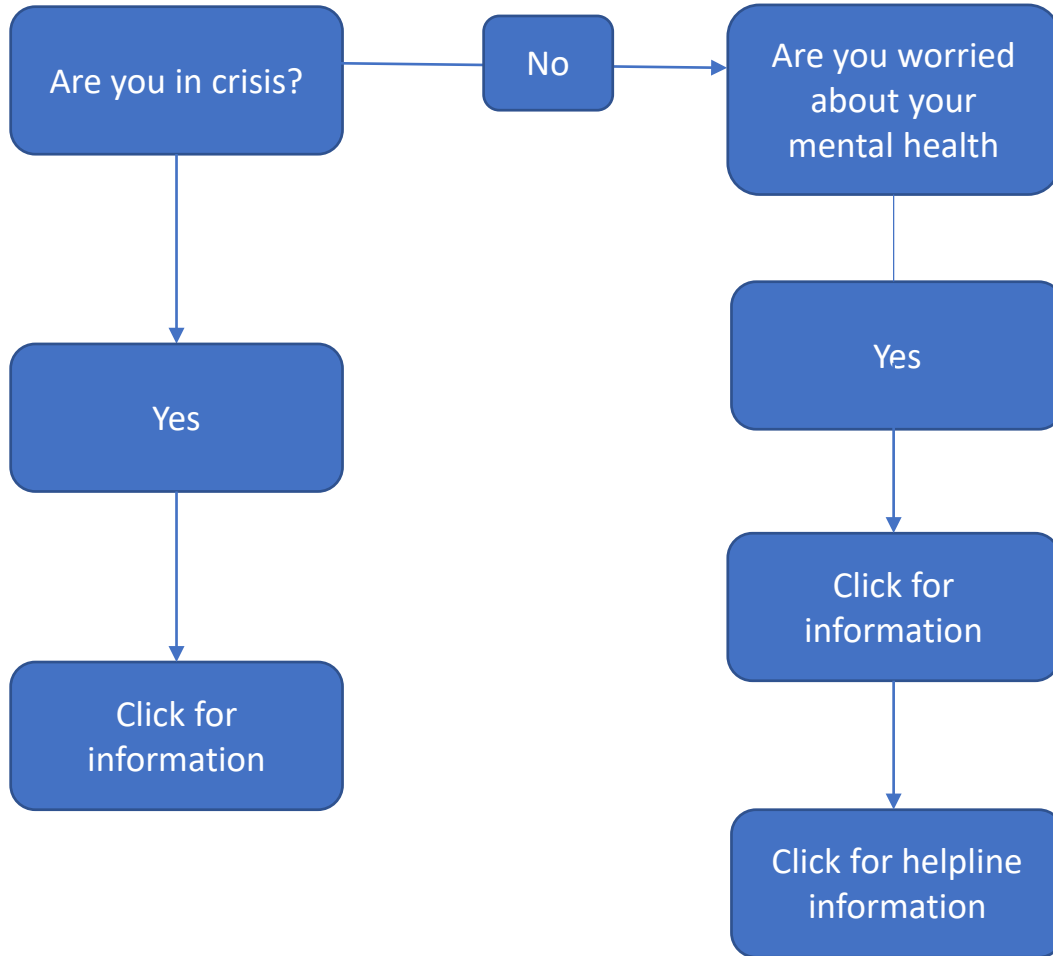 Are you in crisis?
No
Are you worried
about your
mental health
Yes
Click for
information
Yes
Click for
information
Click for helpline
information